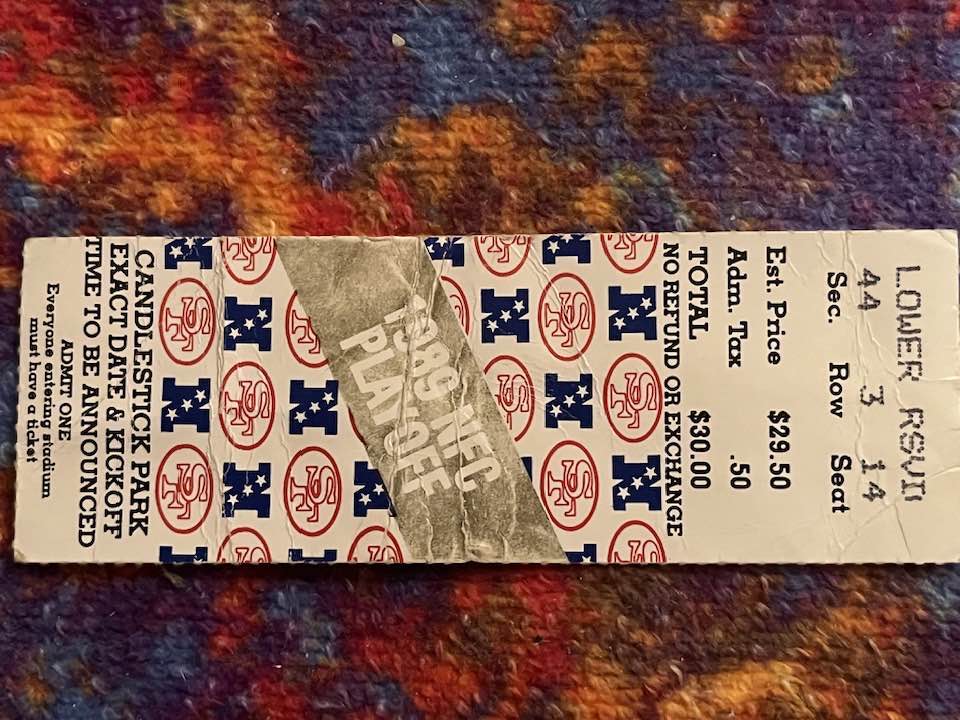 LOWER RSVD
44 3 14
Sec. Row Seat
Est. Price $29.50
Adm. Tax .50
TOTAL $30.00
NO REFUND OR EXCHANGE
1989 NFC
PLAYOFF
CANDLESTICK PARK
EXACT DATE & KICKOFF
TIME TO BE ANNOUNCED
ADMIT ONE
Everyone entering stadium
must have a ticket